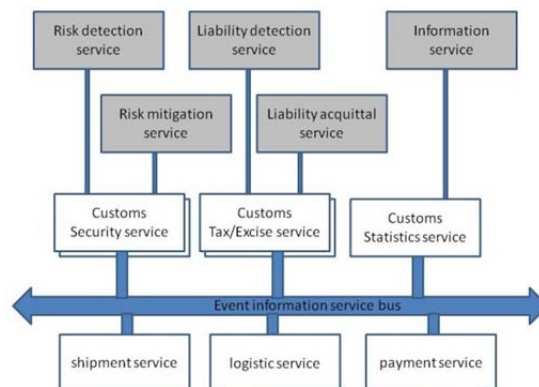 Risk detection
service
Liability detection
service
Information
service
Risk mitigation
service
Liability acquittal
service
Customs
Security service
Customs
Tax/Excise service
Customs
Statistics service
Event information service bus
shipment service
logistic service
payment service